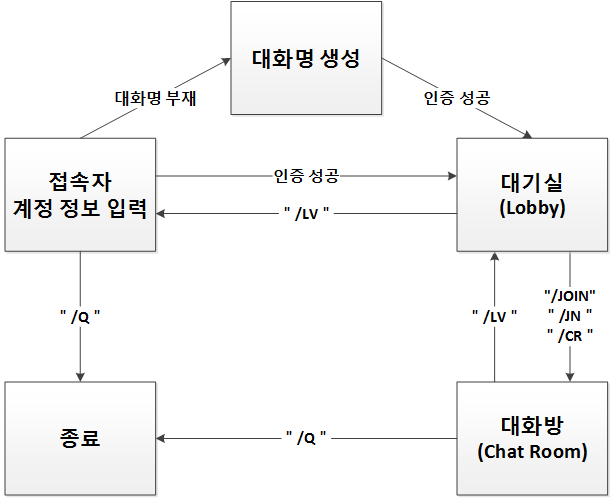 대화명 생성
대화명 부재
인증 성공
접속자
계정 정보 입력
인증 성공
대기실
(Lobby)
" /LV "
" /Q "
" /LV "
"/JOIN"
" /JN "
" /CR "
종료
" /Q "
대화방
(Chat Room)